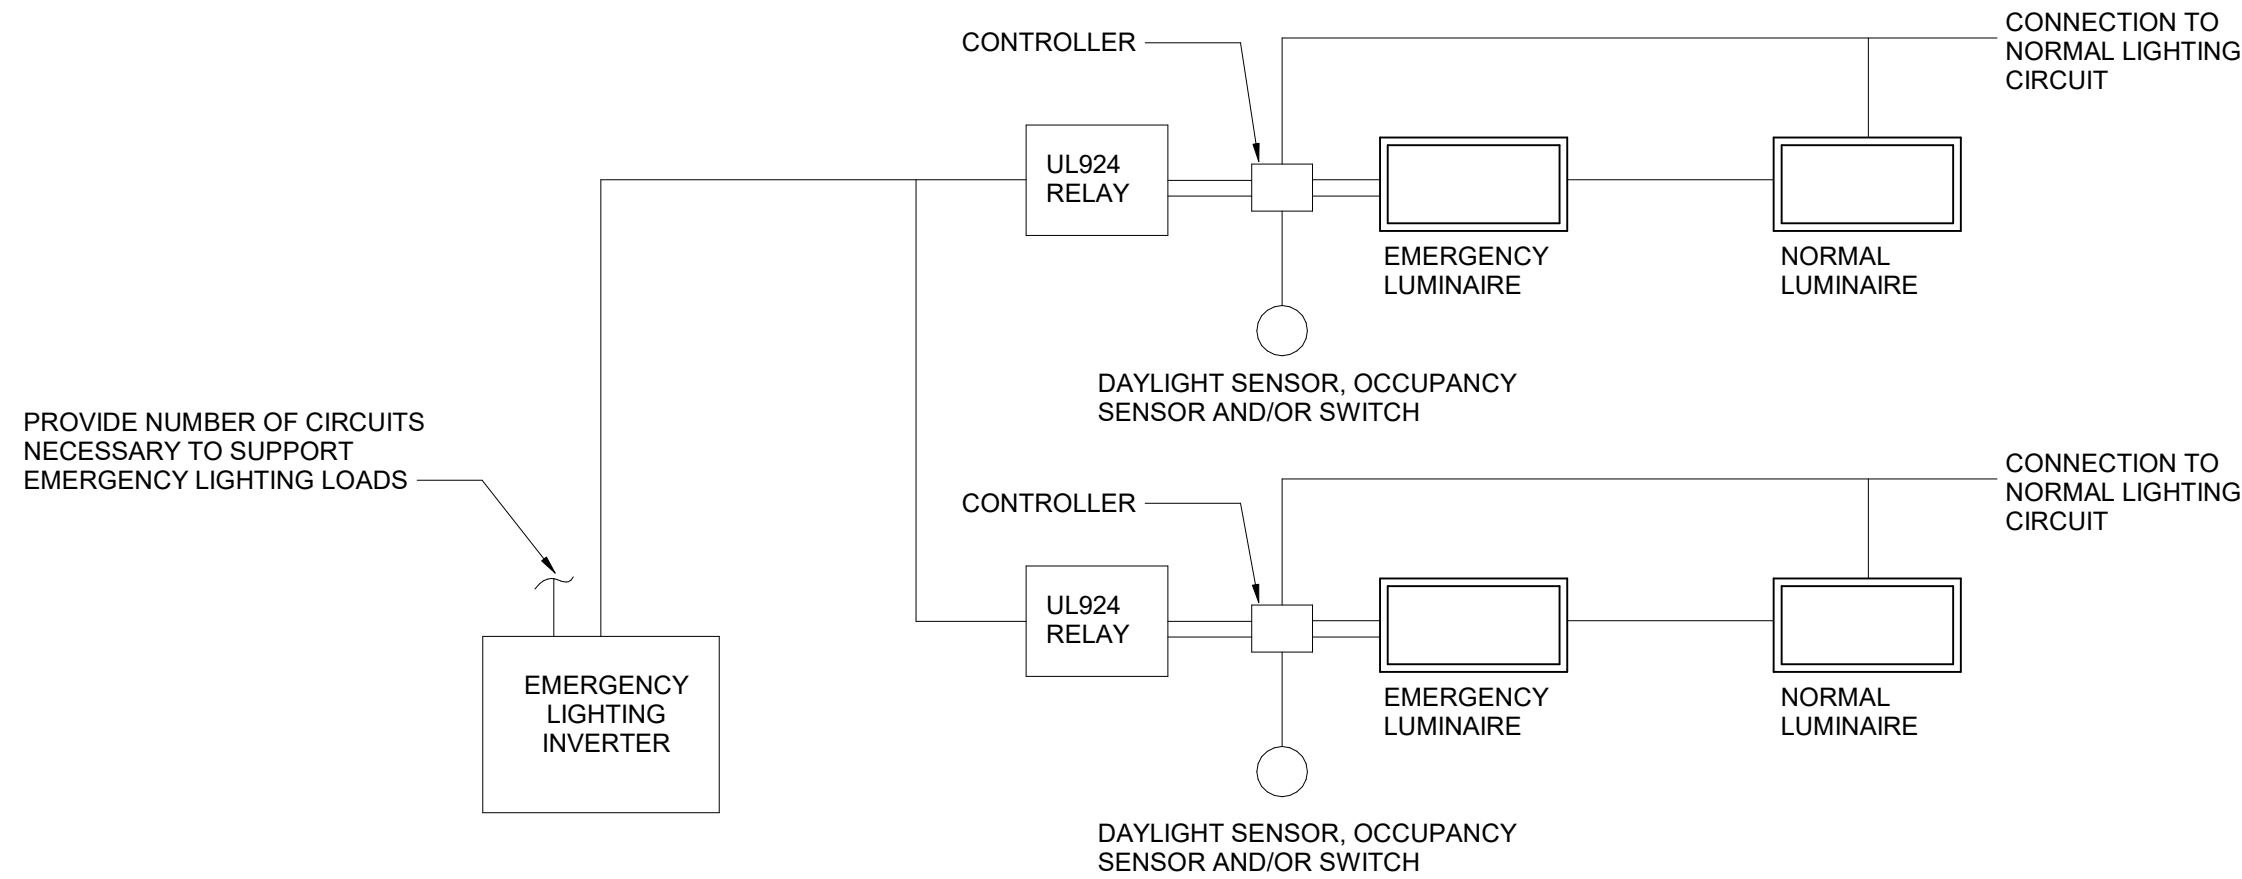 CONTROLLER
CONNECTION TO
NORMAL LIGHTING
CIRCUIT
UL924
RELAY
EMERGENCY
LUMINAIRE
NORMAL
LUMINAIRE
DAYLIGHT SENSOR, OCCUPANCY
SENSOR AND/OR SWITCH
PROVIDE NUMBER OF CIRCUITS
NECESSARY TO SUPPORT
EMERGENCY LIGHTING LOADS
CONTROLLER
CONNECTION TO
NORMAL LIGHTING
CIRCUIT
UL924
RELAY
EMERGENCY
LIGHTING
INVERTER
EMERGENCY
LUMINAIRE
NORMAL
LUMINAIRE
DAYLIGHT SENSOR, OCCUPANCY
SENSOR AND/OR SWITCH